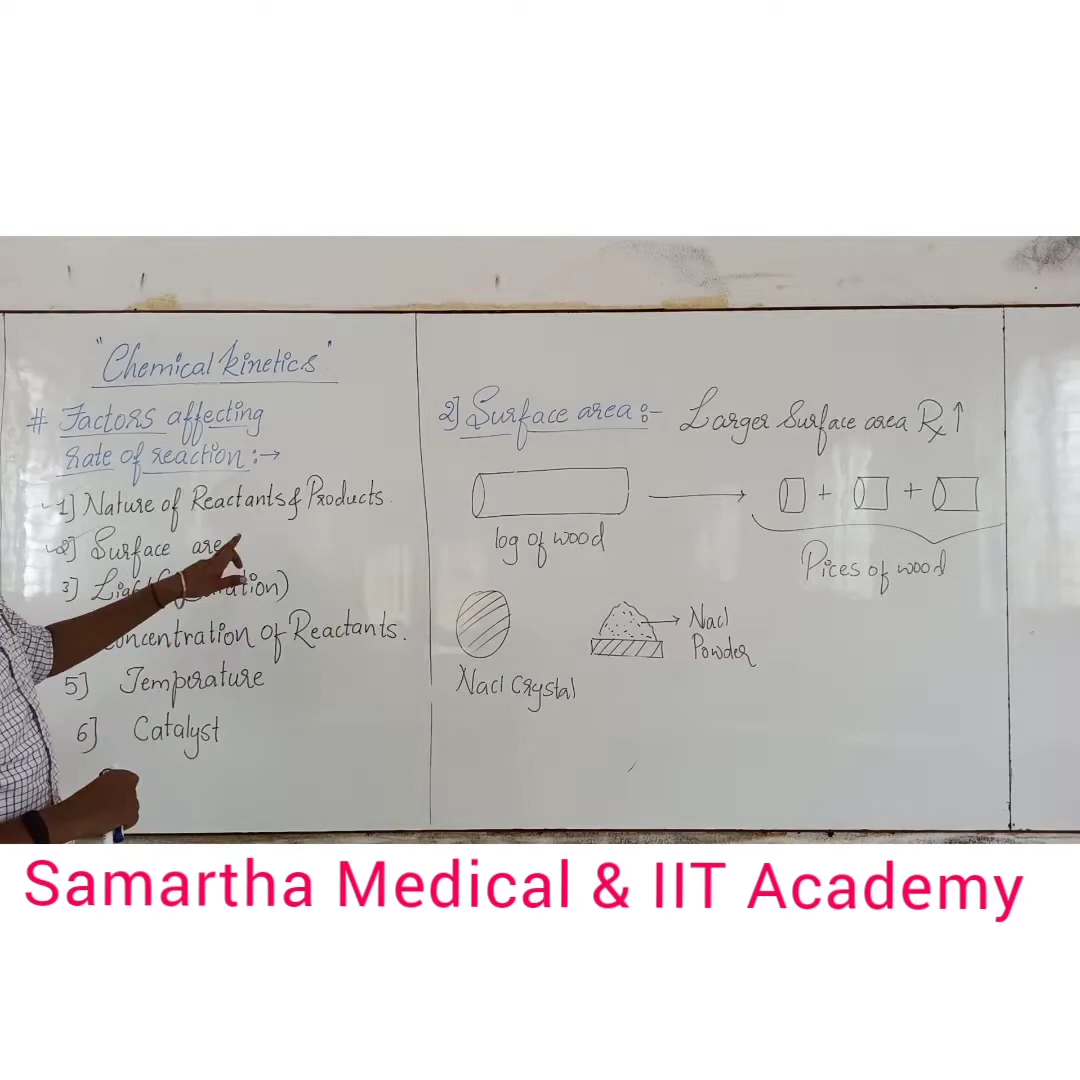 "Chemical kinetics"
# Factors affecting
rate of reaction :→
1] Nature of Reactants & Products.
2] Surface are
3]
oncentration of Reactants.
5] Temperature
6] Catalyst
2] Surface area :- Larger Surface area Rx ↑
log of wood
+ +
Pices of wood
Nacl Crystal
Nacl
Powder
Samartha Medical & IIT Academy